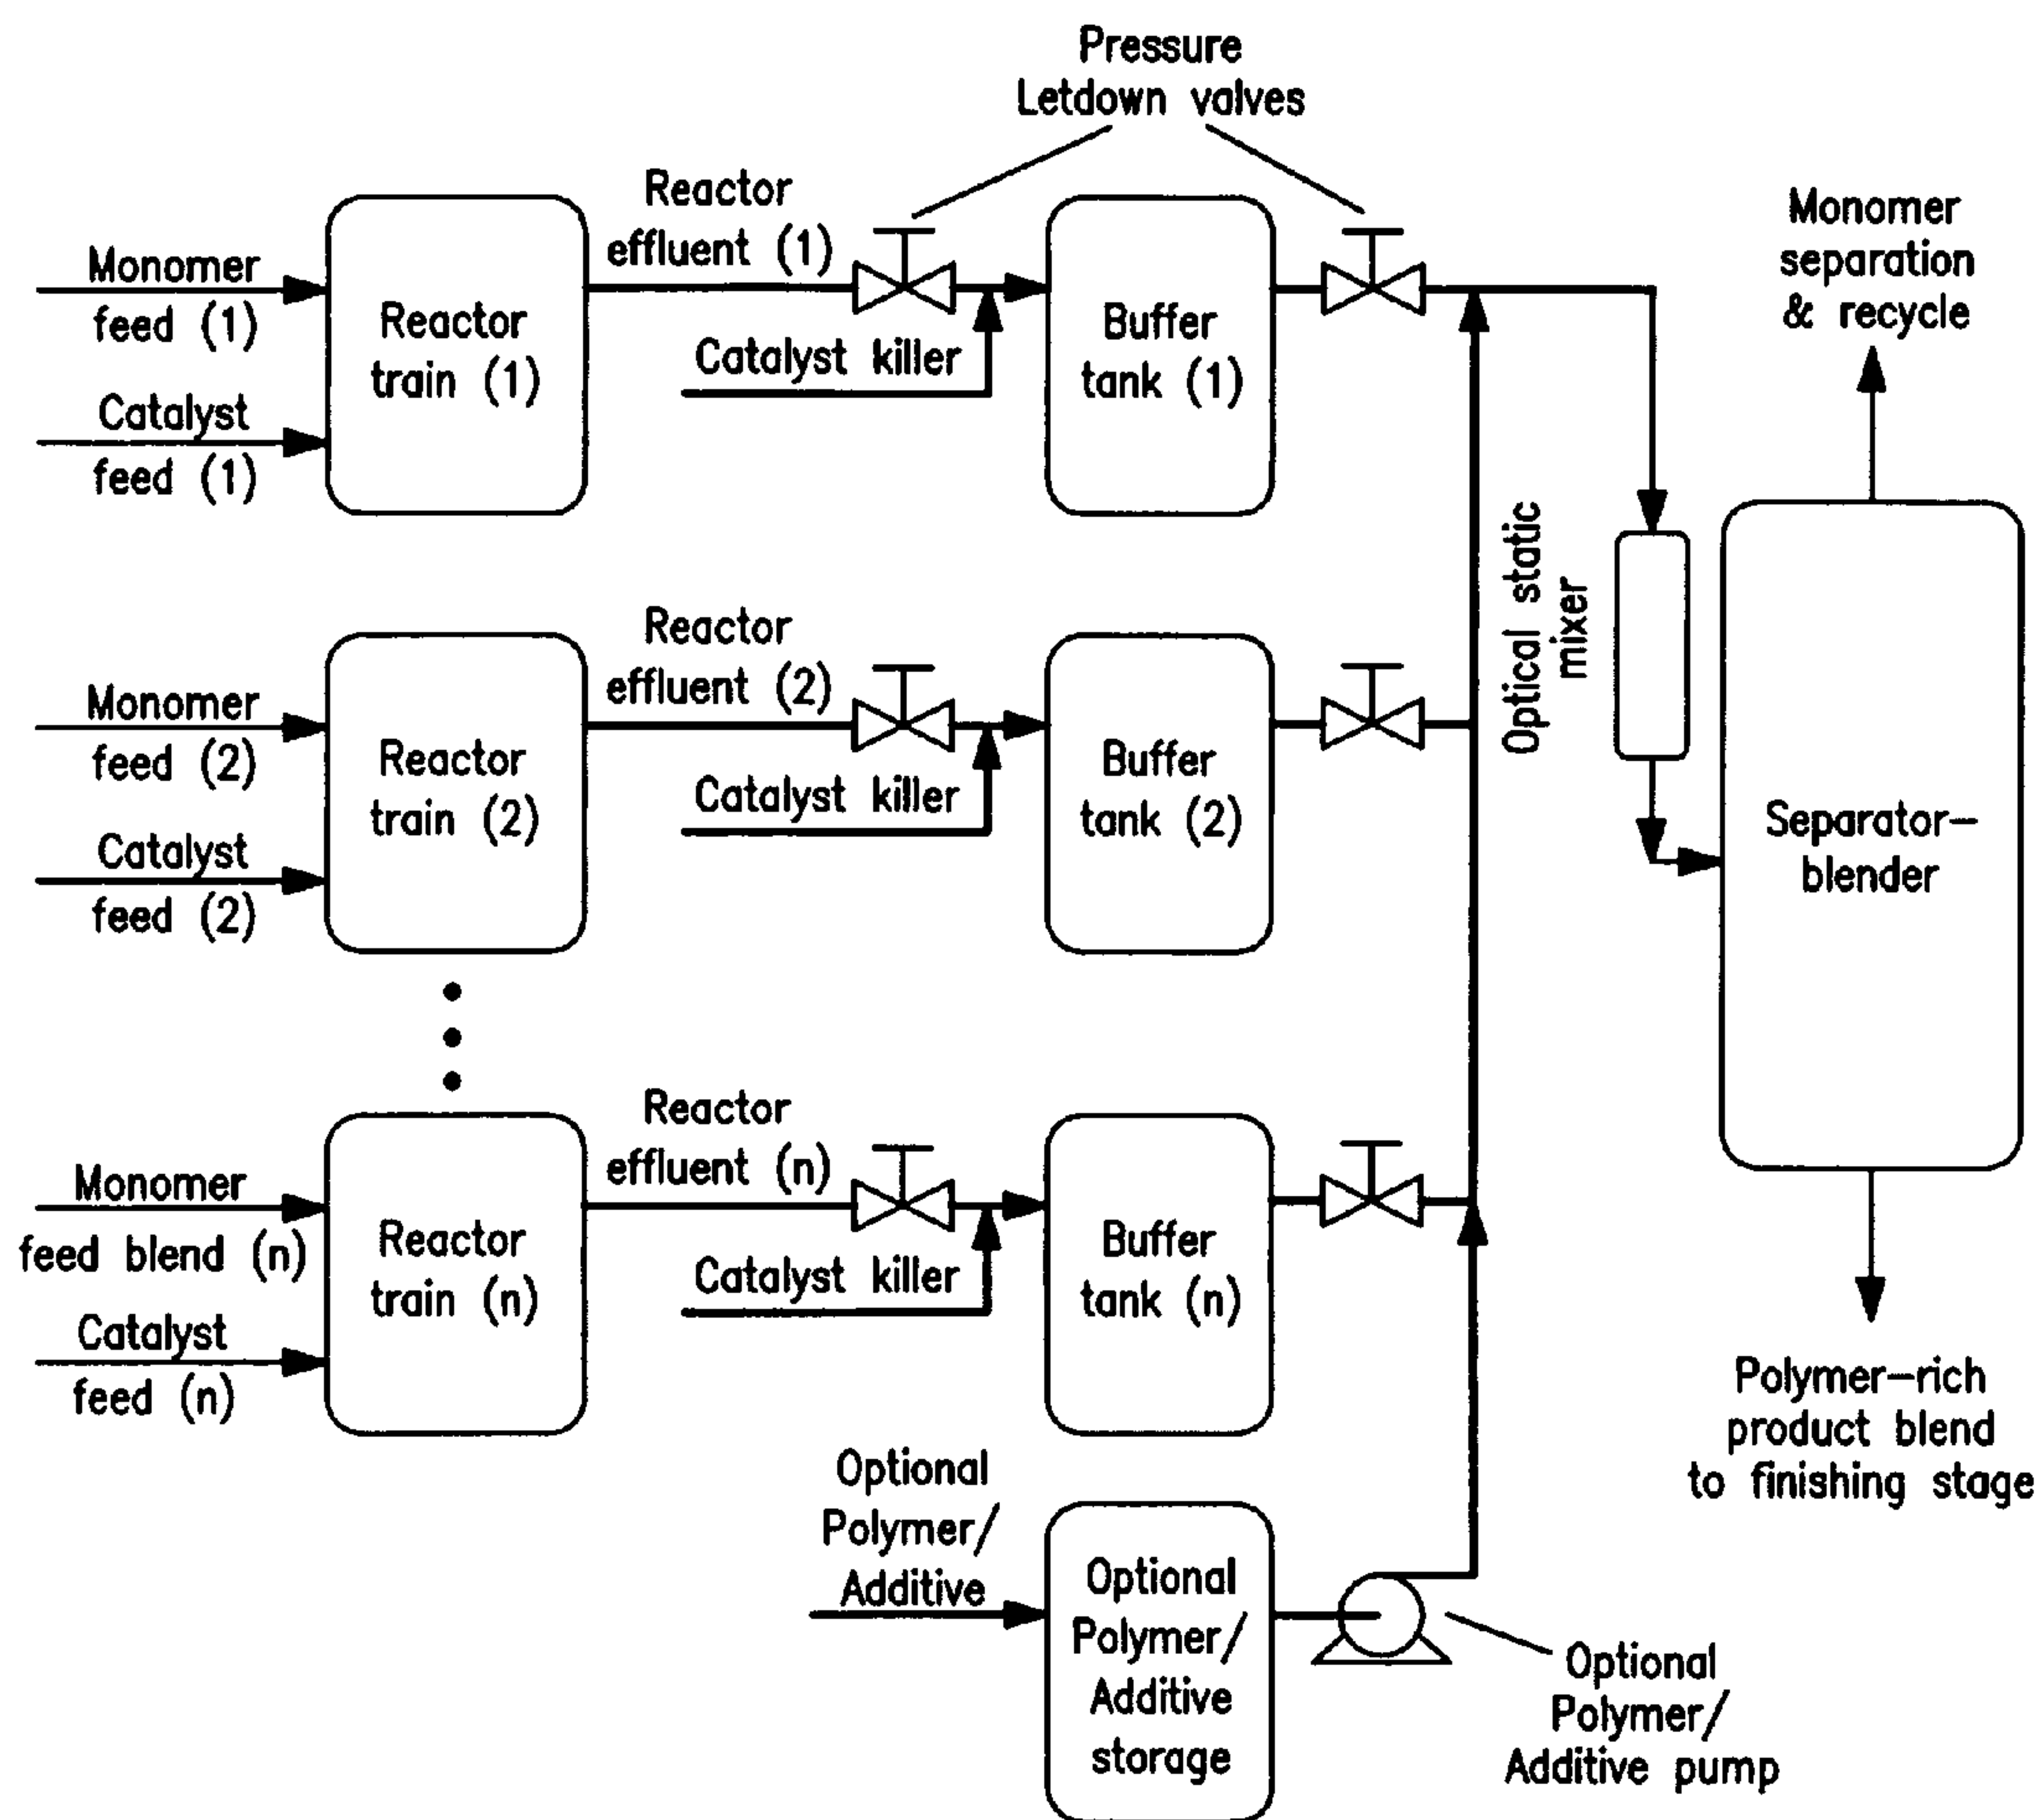 Pressure
Letdown valves
Reactor
effluent (1)
Monomer
feed (1)
Catalyst
feed (1)
Reactor
train (1)
Catalyst killer
Buffer
tank (1)
Monomer
separation
& recycle
Reactor
effluent (2)
Monomer
feed (2)
Catalyst
feed (2)
Reactor
train (2)
Catalyst killer
Buffer
tank (2)
Optical static
mixer
Separator-
blender
Reactor
effluent (n)
Monomer
feed blend (n)
Catalyst
feed (n)
Reactor
train (n)
Catalyst killer
Buffer
tank (n)
Polymer-rich
product blend
to finishing stage
Optional
Polymer/
Additive
Optional
Polymer/
Additive
storage
Optional
Polymer/
Additive pump